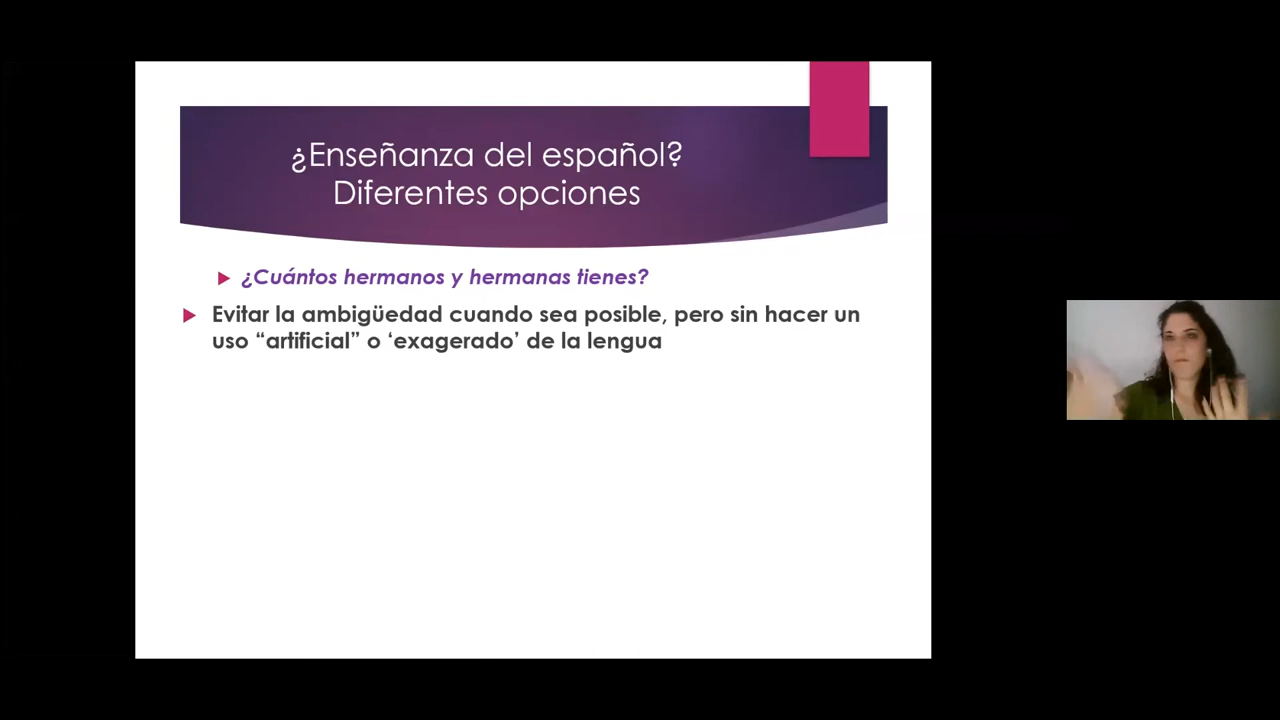 ¿Enseñanza del español?
Diferentes opciones
¿Cuántos hermanos y hermanas tienes?
Evitar la ambigüedad cuando sea posible, pero sin hacer un
uso “artificial” o ‘exagerado’ de la lengua